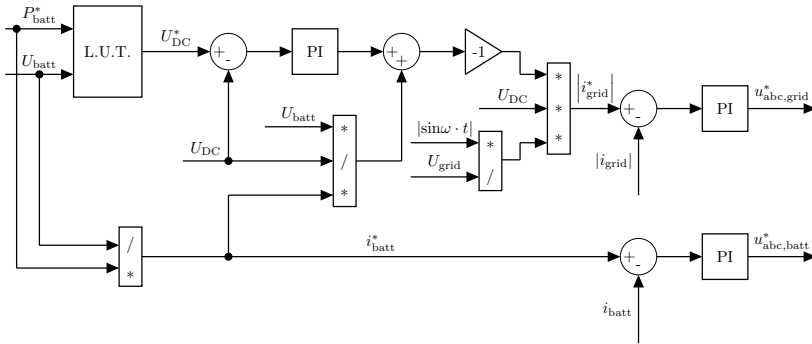 P*batt
U*DC
L.U.T.
+
-
PI
+
+
-1
Ubatt
*
*
*
|i*grid|
UDC
+
-
PI
u*abc,grid
Ubatt
*
/
*
|sinω · t|
Ugrid
*
/
UDC
|igrid|
/
*
i*batt
+
-
PI
u*abc,batt
ibatt